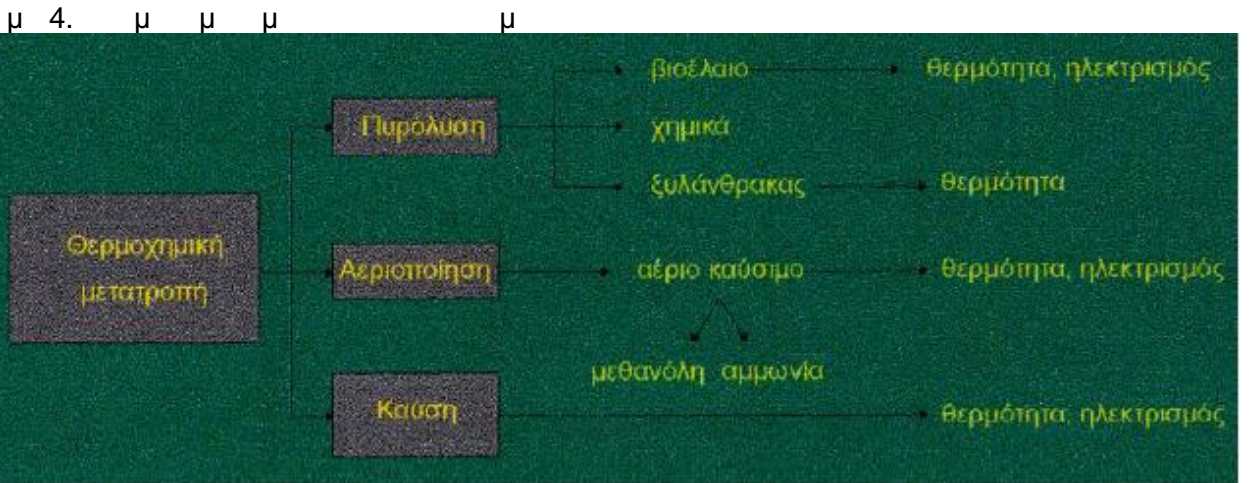 μ 4. μ μ μ μ
βιοέλαιο θερμότητα, ηλεκτρισμός
Πυρόλυση χημικά
ξυλάνθρακας θερμότητα
Θερμοχημική
μετατροπή
Αεριοποίηση αέριο καύσιμο θερμότητα, ηλεκτρισμός
μεθανόλη αμμωνία
Καύση θερμότητα, ηλεκτρισμός